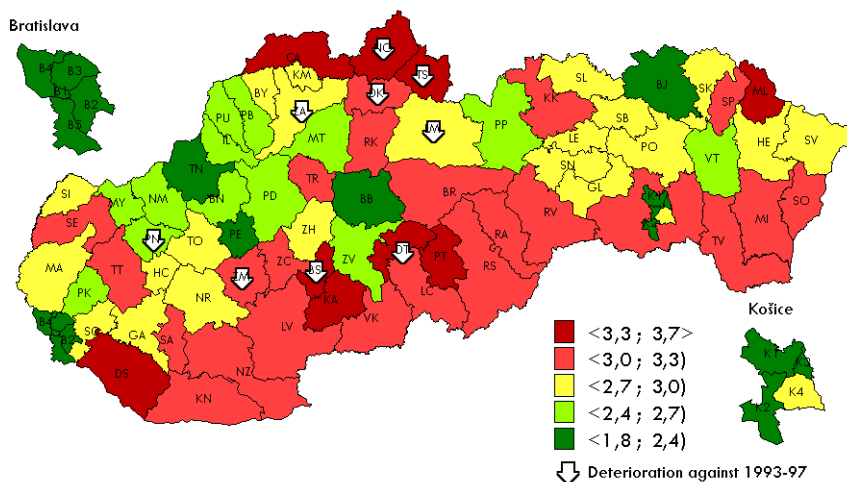 Bratislava
B4
B3
B1
B2
B5
CA
NO
TS
KM
BY
DK
ZA
PU
PB
IL
MT
RK
LM
PP
KK
SL
BJ
SK
SP
ML
SB
LE
PO
HE
SV
VT
SN
GL
TN
TR
BB
BR
RV
SI
MY
NM
BN
PD
SO
MI
SE
PN
TO
PE
ZH
DT
PT
RA
TV
MA
TT
HC
ZM
ZC
BS
ZV
RS
PK
NR
KA
LC
SC
GA
SA
LV
VK
B2
DS
NZ
KN
Košice
K1
K3
K4
K2
<3,3 ; 3,7>
<3,0 ; 3,3)
<2,7 ; 3,0)
<2,4 ; 2,7)
<1,8 ; 2,4)
Deterioration against 1993-97